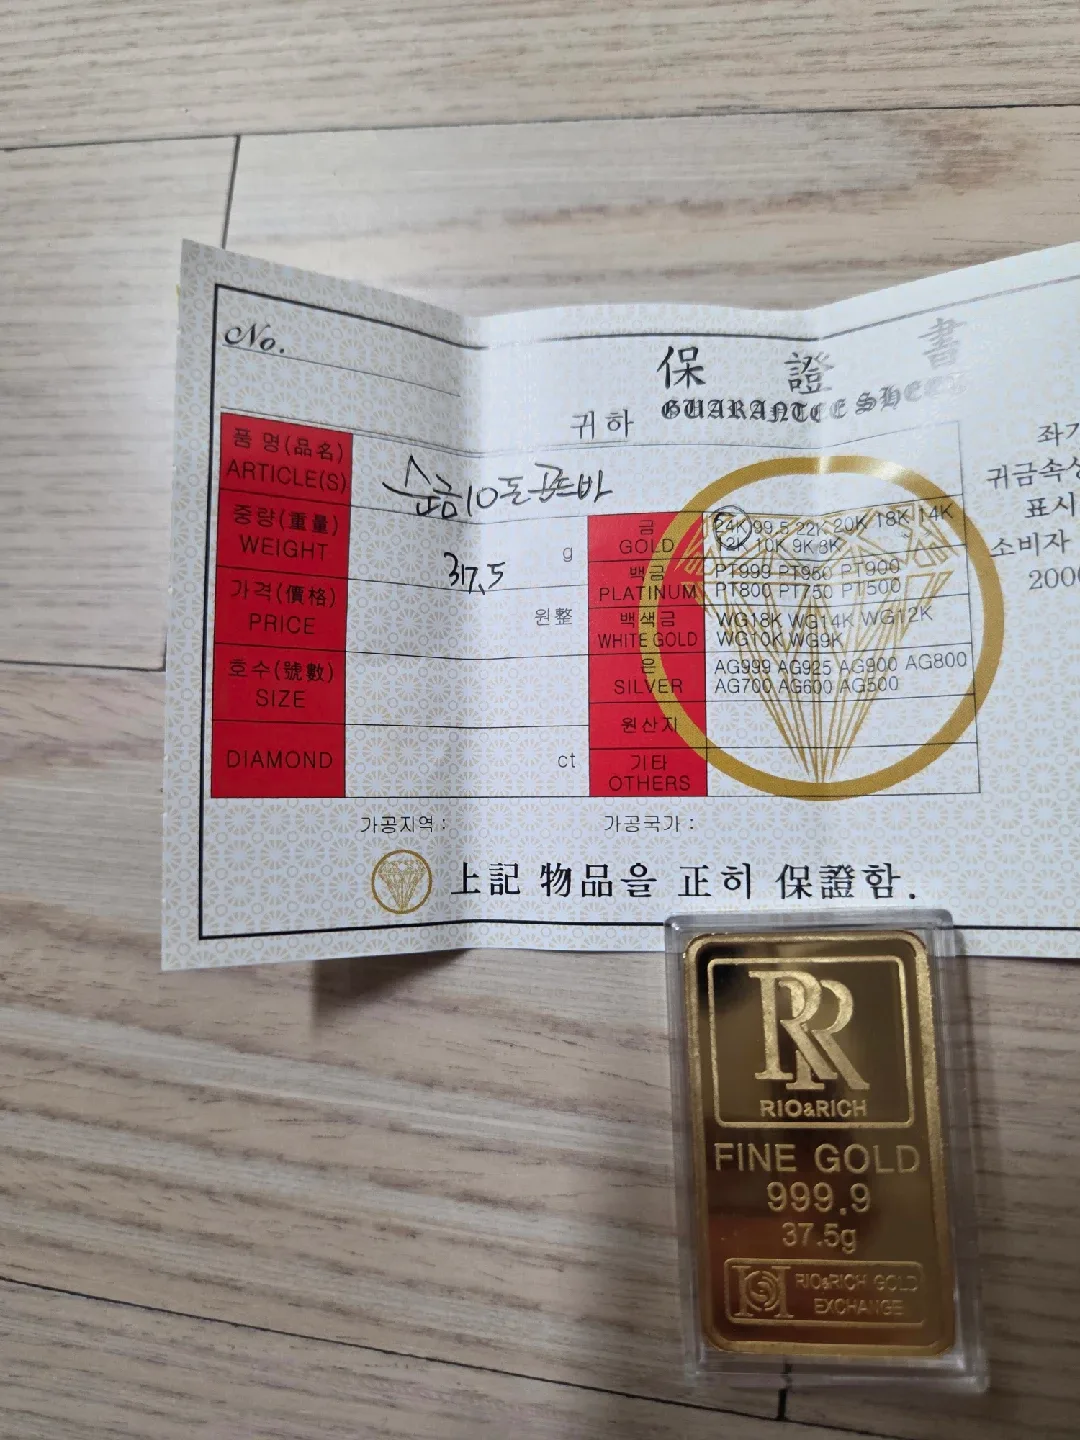 No.
保 證 書
GUARANTEE SHEET
귀하
품 명(品名)
ARTICLE(S)
순금10돈골드바
중량(重量)
WEIGHT
37.5
g
가격(價格)
PRICE
원整
호수(號數)
SIZE
DIAMOND
ct
금
GOLD
24K 99.5 22K 20K 18K 14K
12K 10K 9K 8K
백금
PLATINUM
PT999 PT950 PT900
PT800 PT750 PT500
백색금
WHITE GOLD
WG18K WG14K WG12K
WG10K WG9K
은
SILVER
AG999 AG925 AG900 AG800
AG700 AG600 AG500
원산지
기타
OTHERS
귀금속
표시
소비자
가공지역 :
가공국가 :
上記 物品을 正히 保證함.
RR
RIO&RICH
FINE GOLD
999.9
37.5g
RIO&RICH GOLD
EXCHANGE